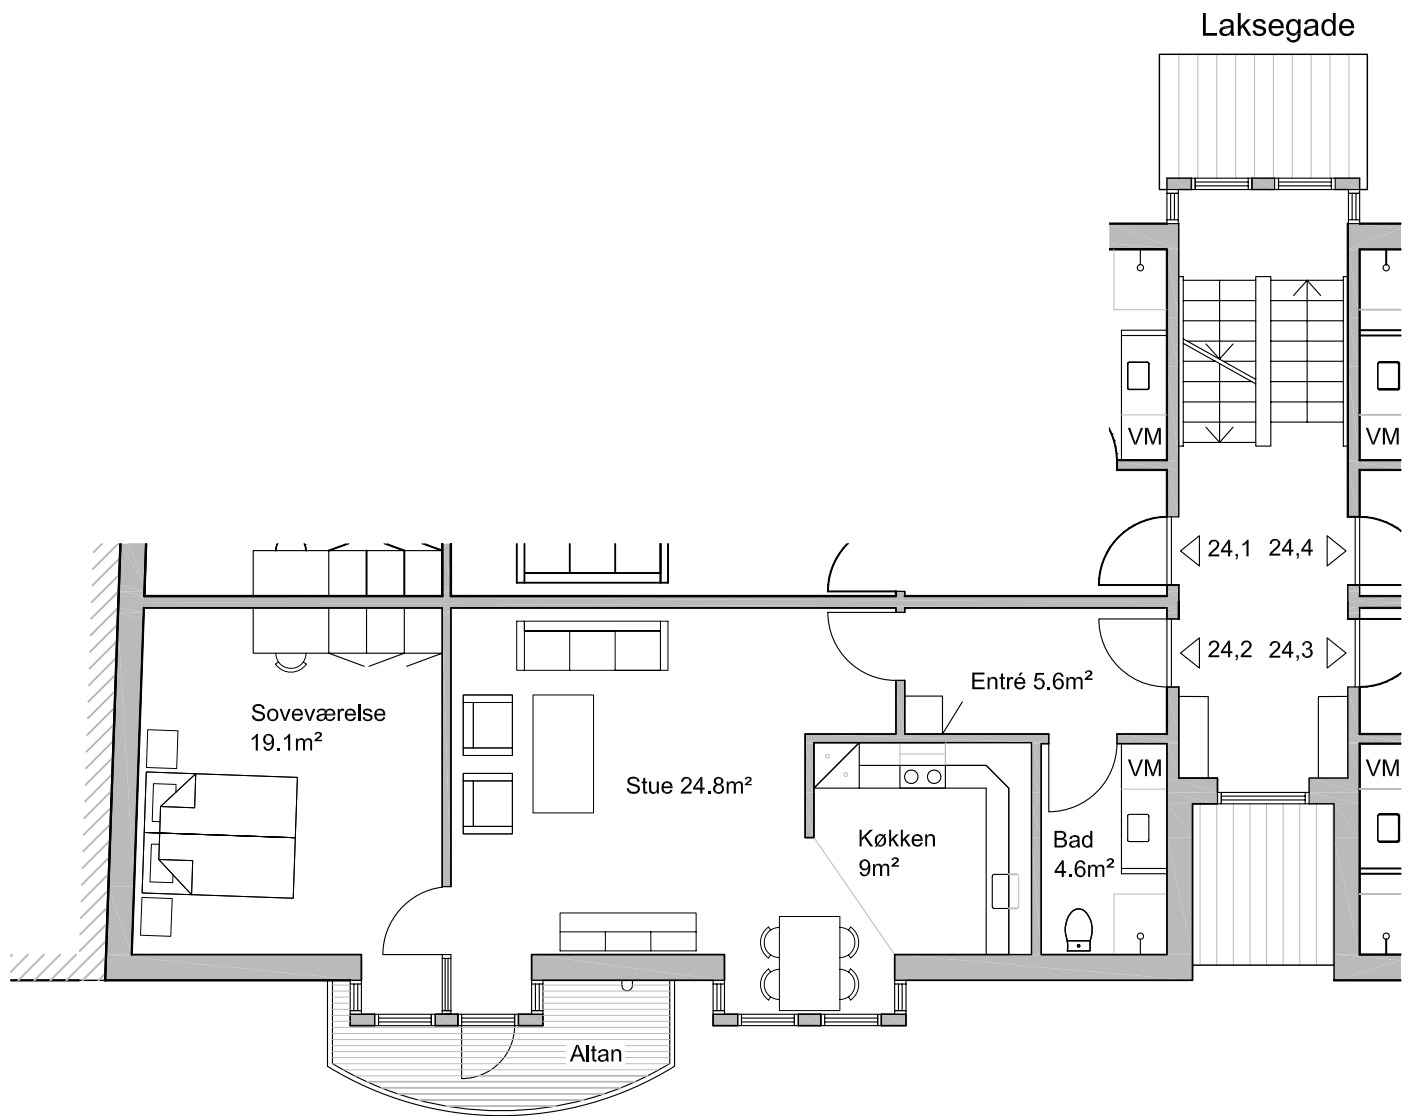 Laksegade
VM
VM
24,1
24,4
24,2
24,3
Entré 5.6m²
Soveværelse
19.1m²
Stue 24.8m²
VM
VM
Køkken
9m²
Bad
4.6m²
Altan